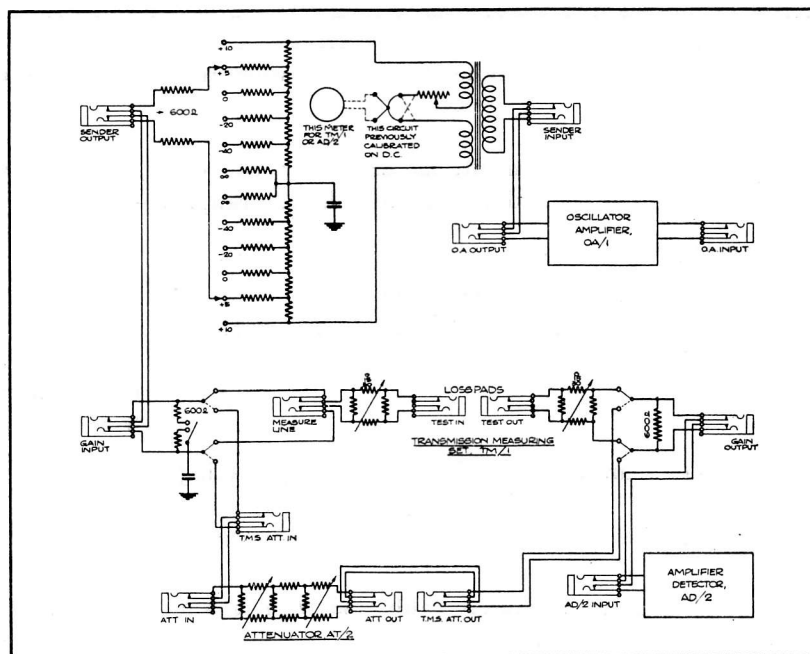 +10
+5
0
-20
-40
∞
∞
-40
-20
0
+5
+10
600Ω
SENDER
OUTPUT
THIS METER
FOR TM/1
OR AD/2
THIS CIRCUIT
PREVIOUSLY
CALIBRATED
ON D.C.
SENDER
INPUT
O.A OUTPUT
OSCILLATOR
AMPLIFIER,
OA/1
O.A. INPUT
GAIN
INPUT
600Ω
MEASURE
LINE
TEST IN
LOSS PADS
TEST OUT
600Ω
GAIN
OUTPUT
TRANSMISSION MEASURING
SET, TM/1
T.M.S ATT. IN
ATT IN
ATTENUATOR AT/2
ATT OUT
T.M.S. ATT. OUT
AD/2 INPUT
AMPLIFIER
DETECTOR,
AD/2